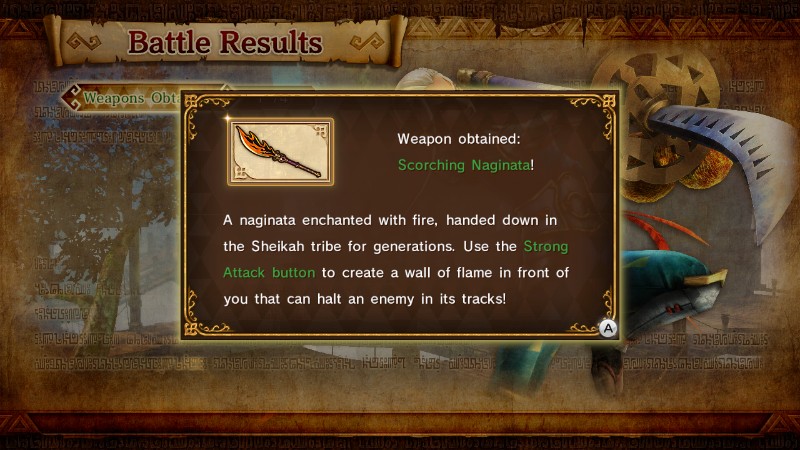 Battle Results
Weapons Obt
Weapon obtained:
Scorching Naginata!
A naginata enchanted with fire, handed down in
the Sheikah tribe for generations. Use the Strong
Attack button to create a wall of flame in front of
you that can halt an enemy in its tracks!
A